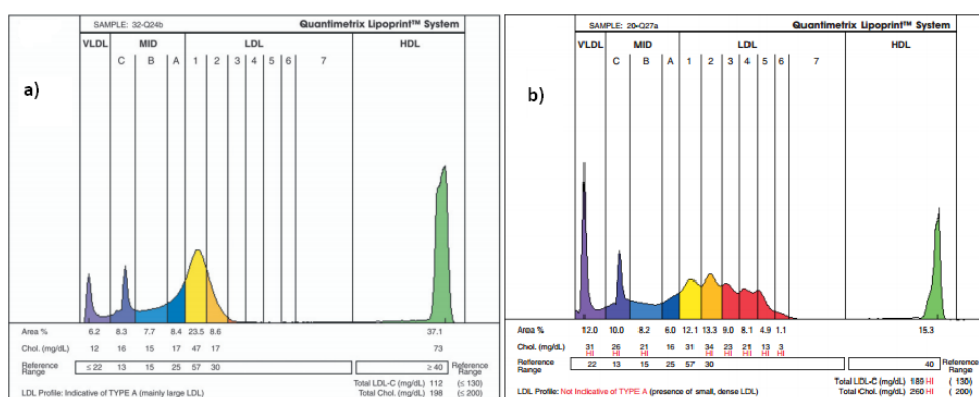 a)
SAMPLE: 32-Q24b Quantimetrix Lipoprint™ System
VLDL MID LDL HDL
C B A 1 2 3 4 5 6 7
Area % 6.2 8.3 7.7 8.4 23.5 8.6 37.1
Chol. (mg/dL) 12 16 15 17 47 17 73
Reference Range ≤ 22 13 15 25 57 30 ≥ 40 Reference Range
Total LDL-C (mg/dL) 112 (≤ 130)
LDL Profile: Indicative of TYPE A (mainly large LDL) Total Chol. (mg/dL) 198 (≤ 200)
b)
SAMPLE: 20-Q27a Quantimetrix Lipoprint™ System
VLDL MID LDL HDL
C B A 1 2 3 4 5 6 7
Area % 12.0 10.0 8.2 6.0 12.1 13.3 9.0 8.1 4.9 1.1 15.3
Chol. (mg/dL) 31 26 21 16 31 34 23 21 13 3
HI HI HI HI HI HI HI HI
Reference Range 22 13 15 25 57 30 40 Reference Range
Total LDL-C (mg/dL) HI ( 130)
LDL Profile: Not Indicative of TYPE A (presence of small, dense LDL) Total Chol. (mg/dL) 260 HI ( 200)